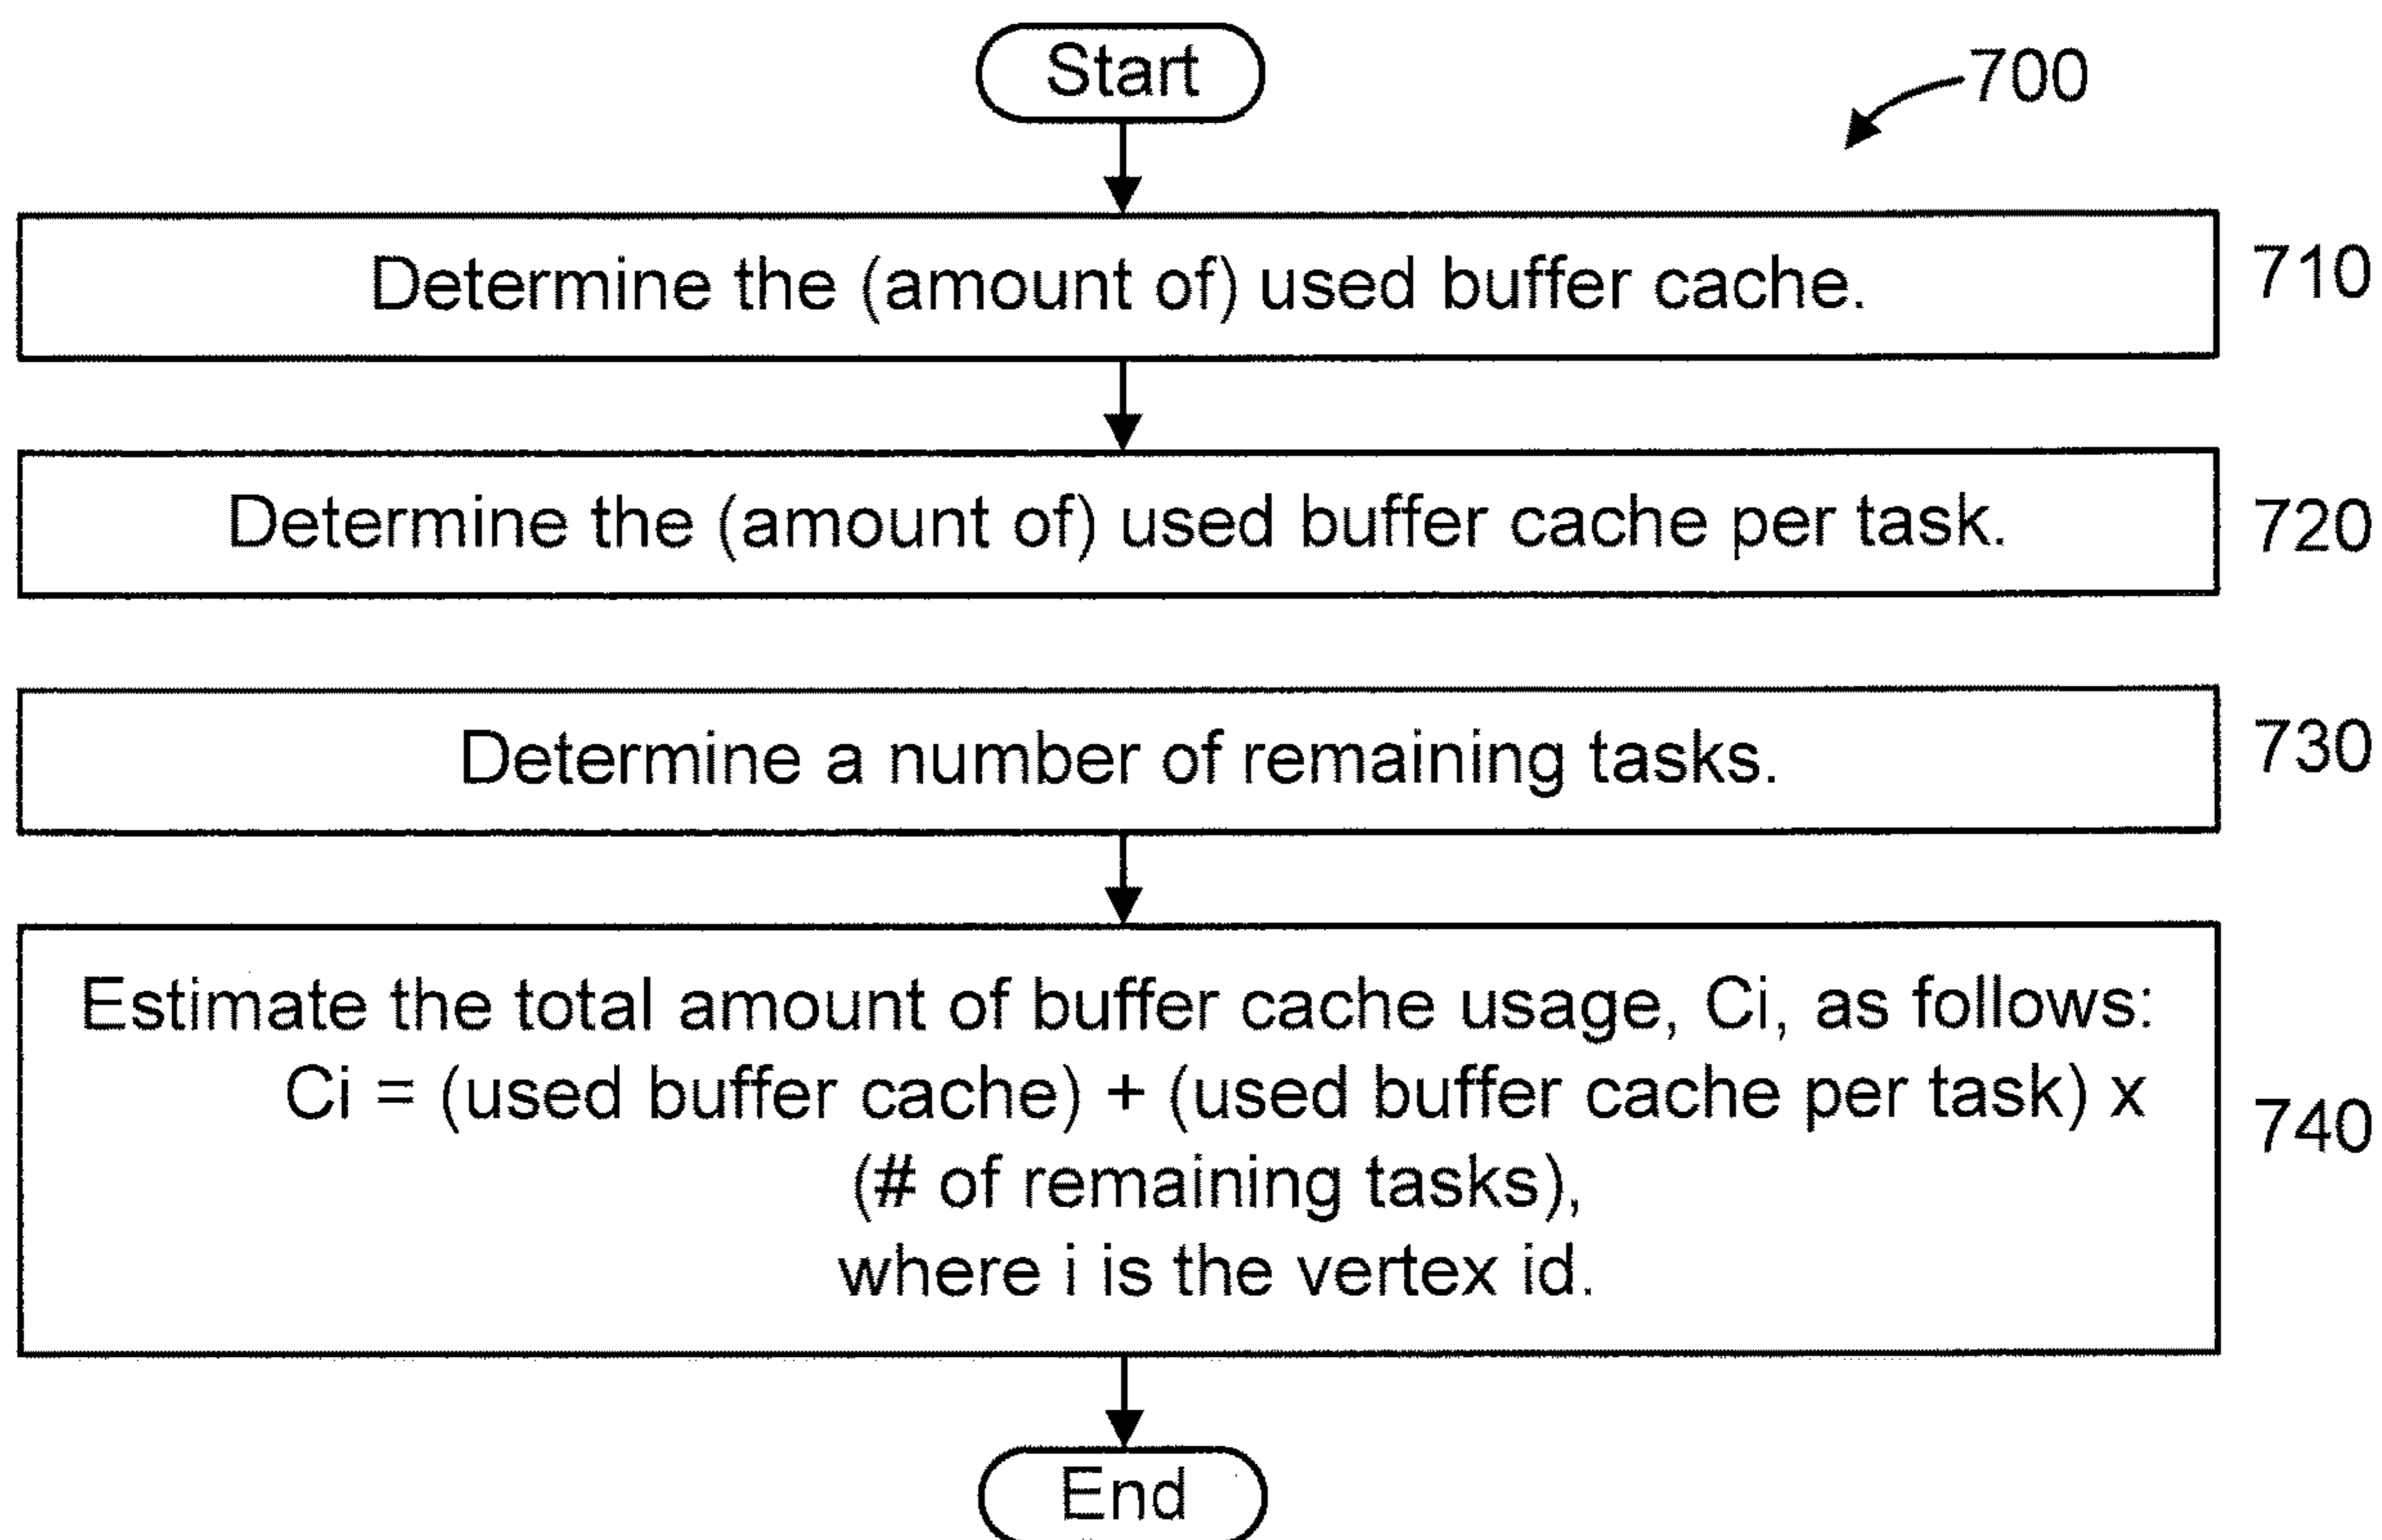 Start
700
Determine the (amount of) used buffer cache.
710
Determine the (amount of) used buffer cache per task.
720
Determine a number of remaining tasks.
730
Estimate the total amount of buffer cache usage, Ci, as follows:
Ci = (used buffer cache) + (used buffer cache per task) x
(# of remaining tasks),
where i is the vertex id.
740
End